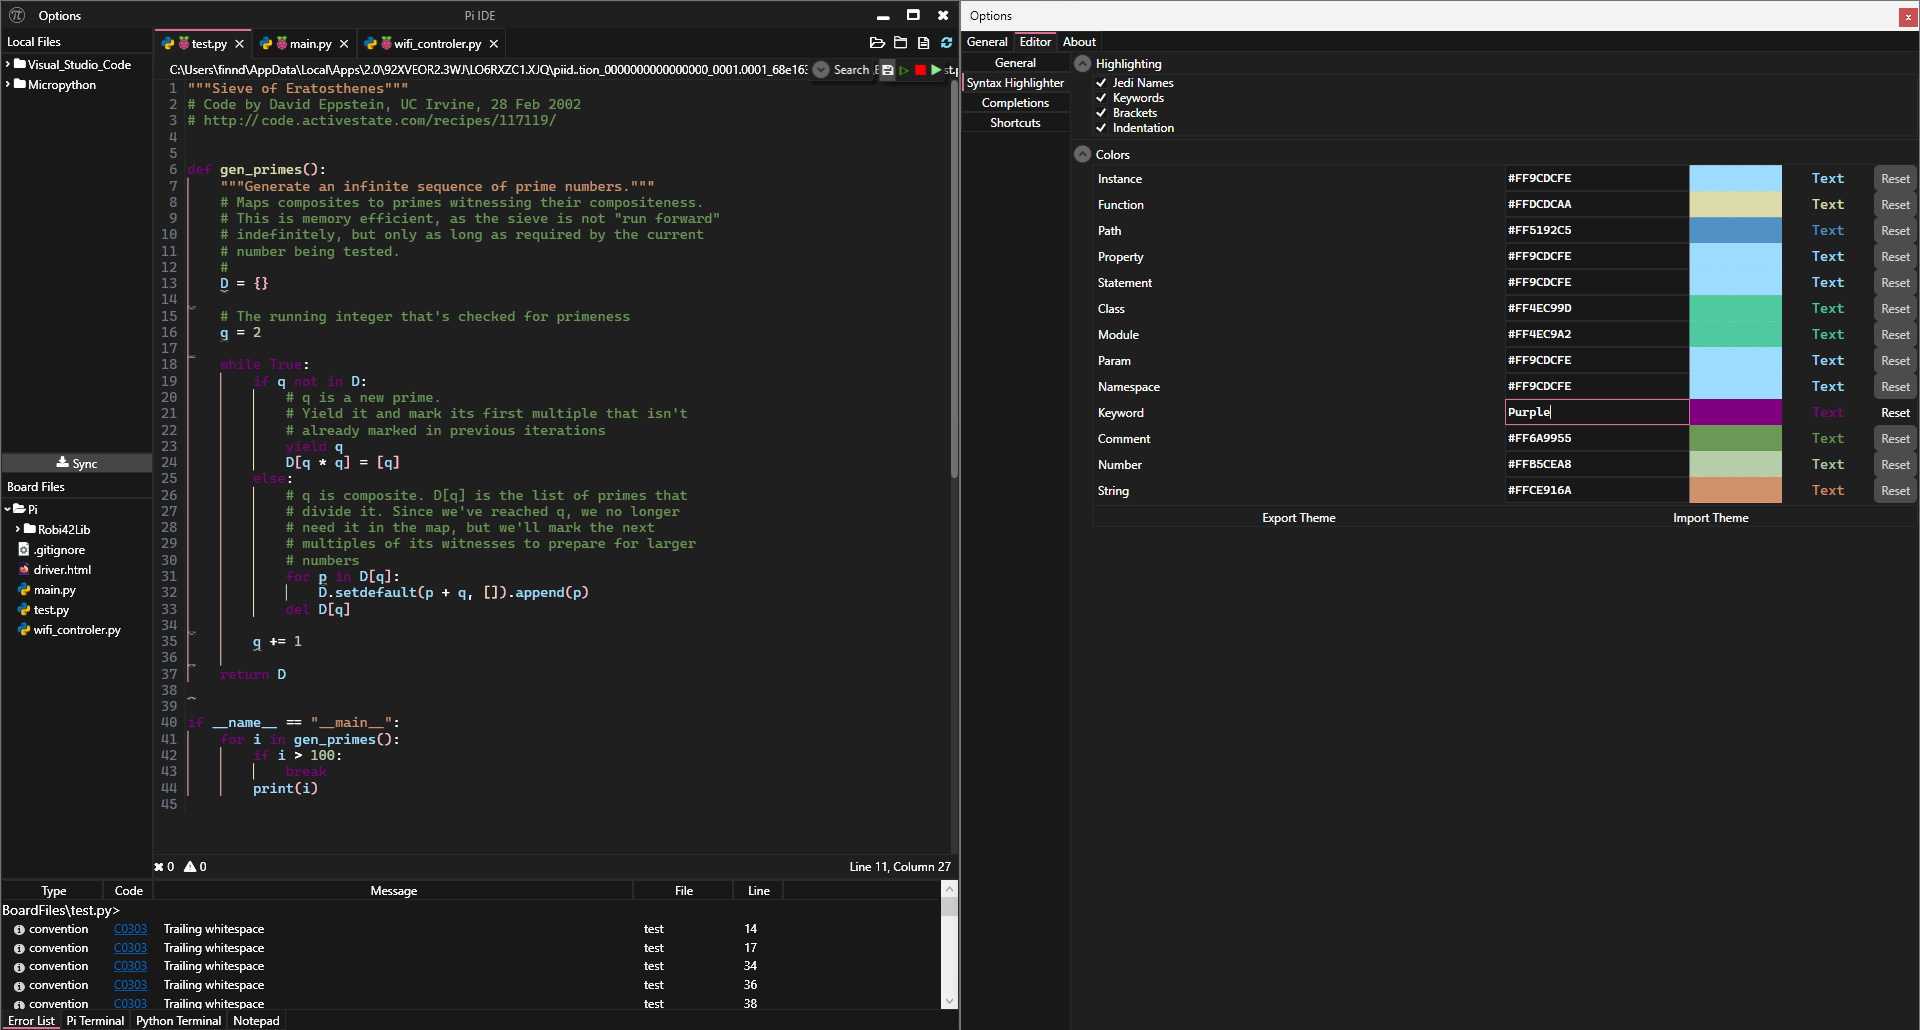 Options
Pi IDE
Local Files
Visual_Studio_Code
Micropython
Sync
Board Files
Pi
Robi42Lib
.gitignore
driver.html
main.py
test.py
wifi_controler.py
test.py
main.py
wifi_controler.py
C:\Users\finnd\AppData\Local\Apps\2.0\92XVEOR2.3WJ\LO6RXZC1.XJQ\piid..tion_0000000000000000_0001.0001_68e163
Search
1 """Sieve of Eratosthenes"""
2 # Code by David Eppstein, UC Irvine, 28 Feb 2002
3 # http://code.activestate.com/recipes/117119/
4
5
6 def gen_primes():
7 """Generate an infinite sequence of prime numbers."""
8 # Maps composites to primes witnessing their compositeness.
9 # This is memory efficient, as the sieve is not "run forward"
10 # indefinitely, but only as long as required by the current
11 # number being tested.
12 #
13 D = {}
14
15 # The running integer that's checked for primeness
16 q = 2
17
18 while True:
19 if q not in D:
20 # q is a new prime.
21 # Yield it and mark its first multiple that isn't
22 # already marked in previous iterations
23 yield q
24 D[q * q] = [q]
25 else:
26 # q is composite. D[q] is the list of primes that
27 # divide it. Since we've reached q, we no longer
28 # need it in the map, but we'll mark the next
29 # multiples of its witnesses to prepare for larger
30 # numbers
31 for p in D[q]:
32 D.setdefault(p + q, []).append(p)
33 del D[q]
34
35 q += 1
36
37 return D
38
39
40 if __name__ == "__main__":
41 for i in gen_primes():
42 if i > 100:
43 break
44 print(i)
45
0 0
Line 11, Column 27
Type Code Message File Line
BoardFiles\test.py>
convention C0303 Trailing whitespace test 14
convention C0303 Trailing whitespace test 17
convention C0303 Trailing whitespace test 34
convention C0303 Trailing whitespace test 36
convention C0303 Trailing whitespace test 38
Error List Pi Terminal Python Terminal Notepad
Options
General Editor About
General
Syntax Highlighter
Completions
Shortcuts
Highlighting
Jedi Names
Keywords
Brackets
Indentation
Colors
Instance #FF9CDCFE Text Reset
Function #FFDCDCAA Text Reset
Path #FF5192C5 Text Reset
Property #FF9CDCFE Text Reset
Statement #FF9CDCFE Text Reset
Class #FF4EC99D Text Reset
Module #FF4EC9A2 Text Reset
Param #FF9CDCFE Text Reset
Namespace #FF9CDCFE Text Reset
Keyword Purple Text Reset
Comment #FF6A9955 Text Reset
Number #FFB5CEA8 Text Reset
String #FFCE916A Text Reset
Export Theme Import Theme